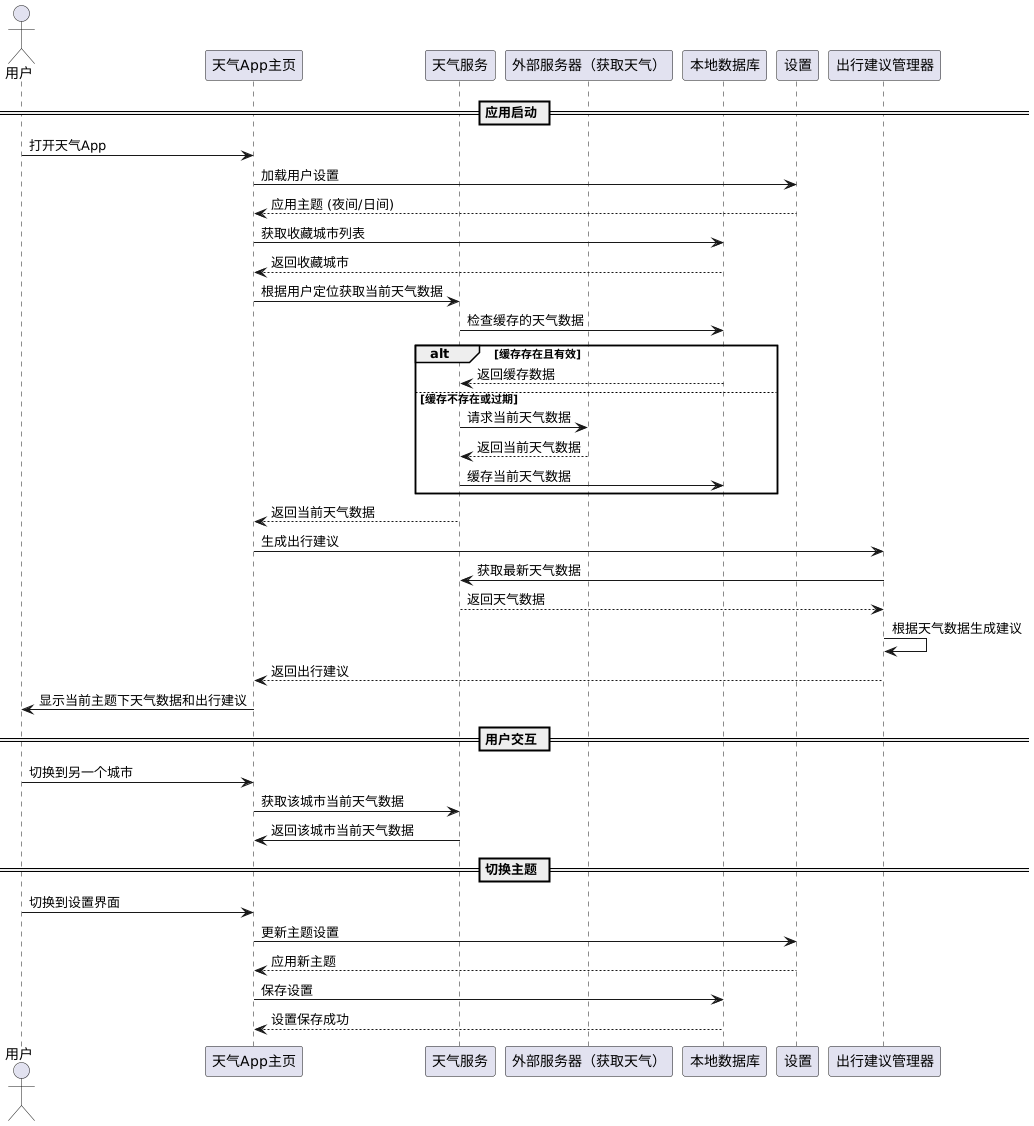 用户
天气App主页
天气服务
外部服务器（获取天气）
本地数据库
设置
出行建议管理器
应用启动
打开天气App
加载用户设置
应用主题 (夜间/日间)
获取收藏城市列表
返回收藏城市
根据用户定位获取当前天气数据
检查缓存的天气数据
alt [缓存存在且有效]
返回缓存数据
[缓存不存在或过期]
请求当前天气数据
返回当前天气数据
缓存当前天气数据
返回当前天气数据
生成出行建议
获取最新天气数据
返回天气数据
根据天气数据生成建议
返回出行建议
显示当前主题下天气数据和出行建议
用户交互
切换到另一个城市
获取该城市当前天气数据
返回该城市当前天气数据
切换主题
切换到设置界面
更新主题设置
应用新主题
保存设置
设置保存成功
用户
天气App主页
天气服务
外部服务器（获取天气）
本地数据库
设置
出行建议管理器